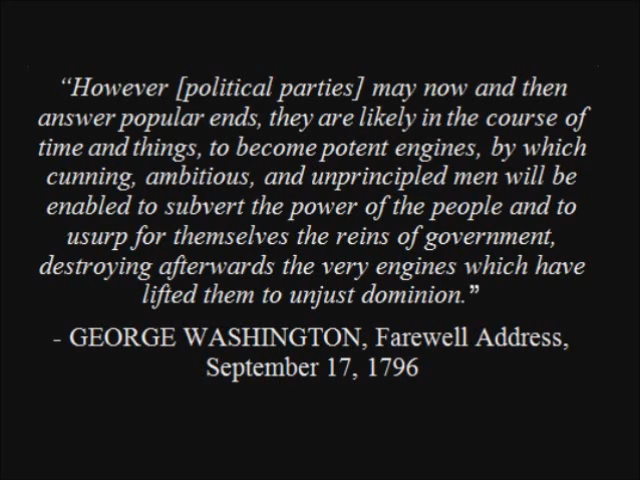 “However [political parties] may now and then
answer popular ends, they are likely in the course of
time and things, to become potent engines, by which
cunning, ambitious, and unprincipled men will be
enabled to subvert the power of the people and to
usurp for themselves the reins of government,
destroying afterwards the very engines which have
lifted them to unjust dominion.”
- GEORGE WASHINGTON, Farewell Address,
September 17, 1796